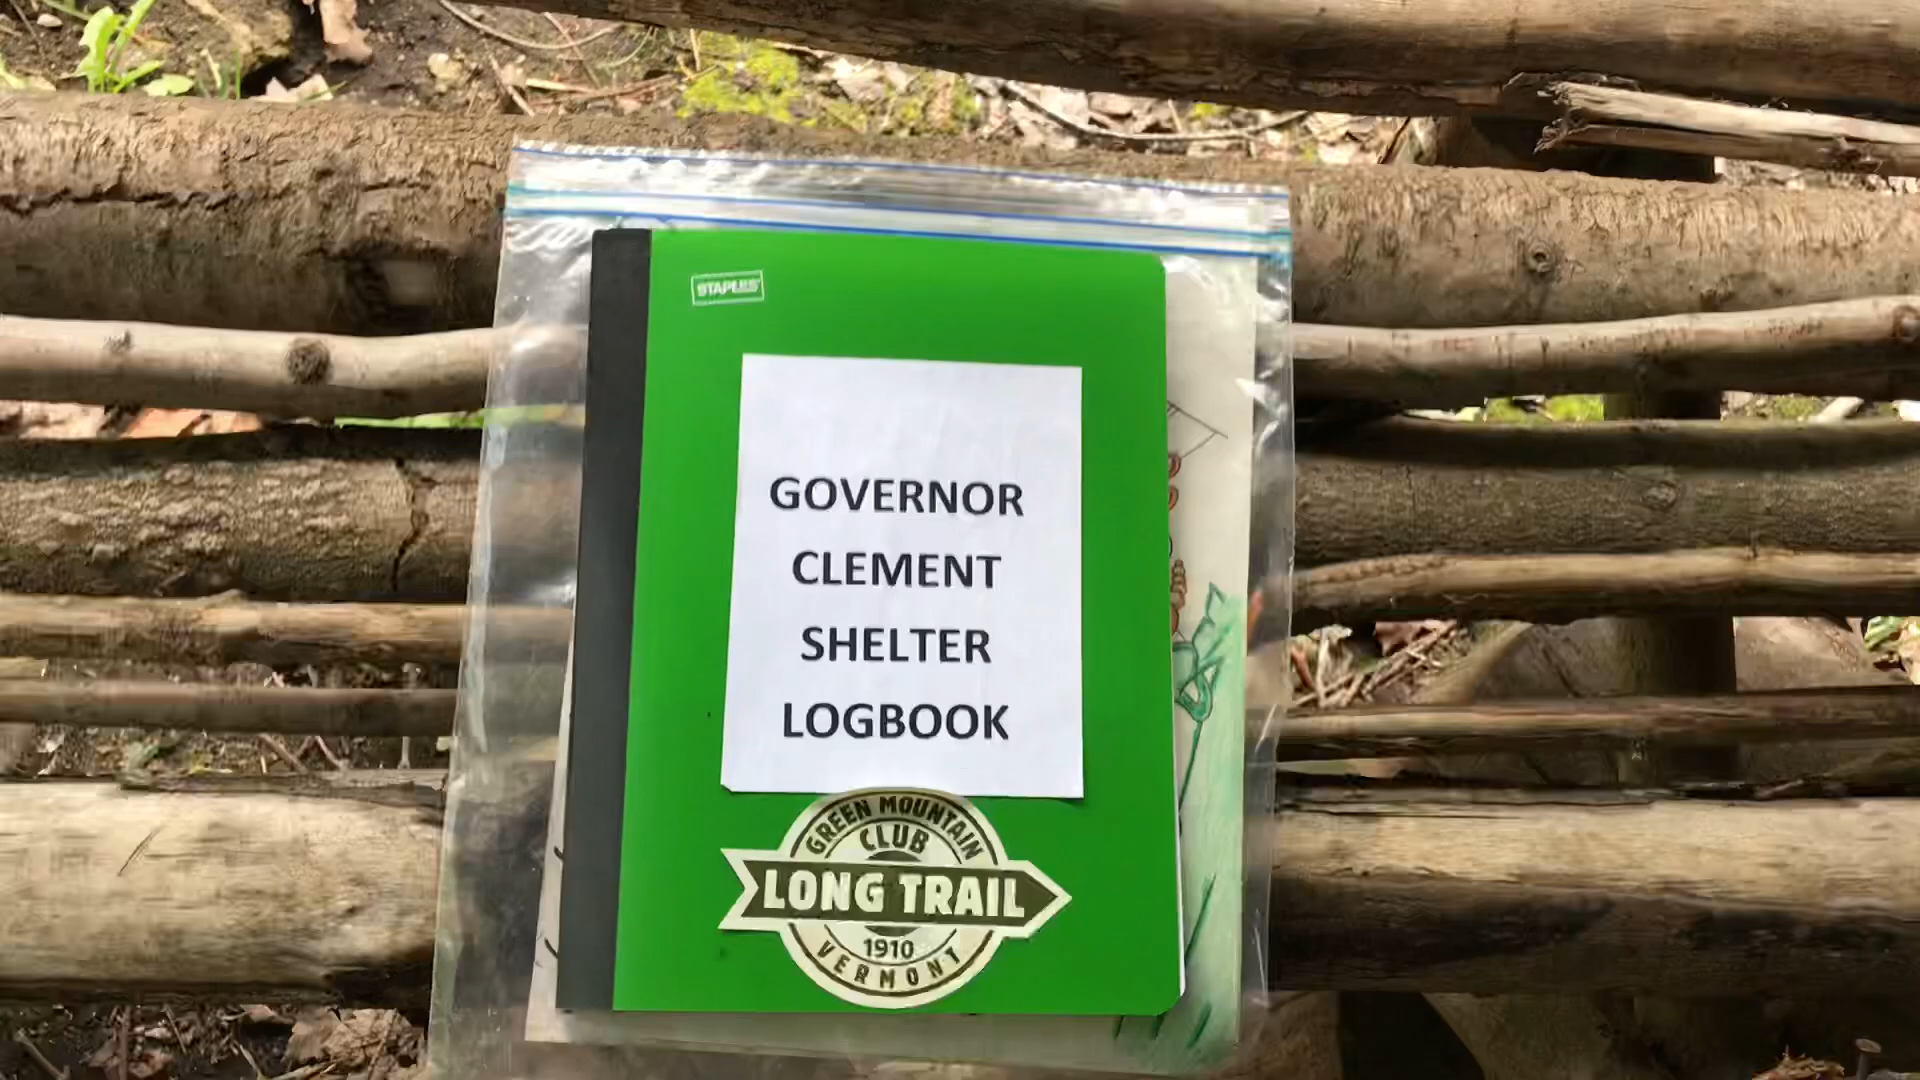 STAPLES
GOVERNOR
CLEMENT
SHELTER
LOGBOOK
GREEN MOUNTAIN
CLUB
LONG TRAIL
1910
VERMONT